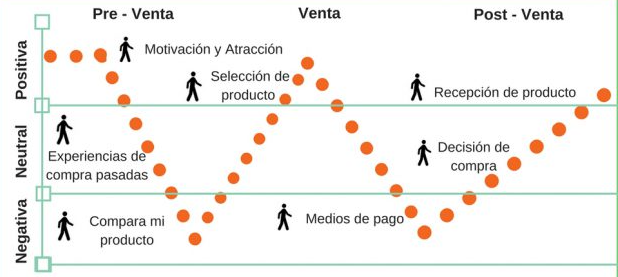 Pre - Venta
Venta
Post - Venta
Positiva
Motivación y Atracción
Selección de
producto
Recepción de producto
Neutral
Experiencias de
compra pasadas
Decisión de
compra
Negativa
Compara mi
producto
Medios de pago